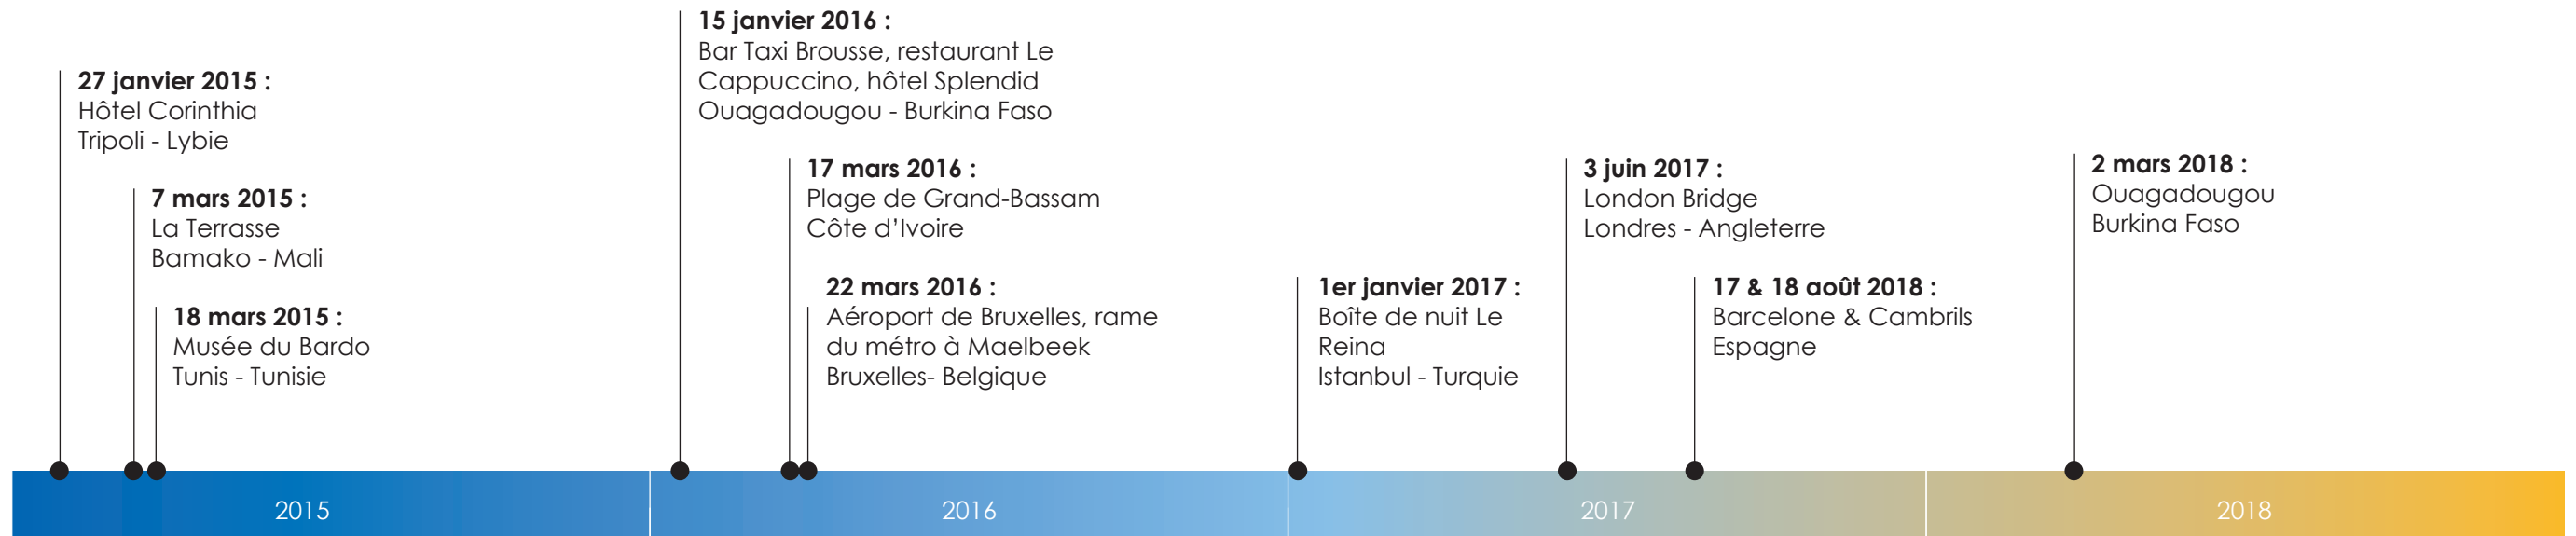 27 janvier 2015 :
Hôtel Corinthia
Tripoli - Lybie
7 mars 2015 :
La Terrasse
Bamako - Mali
18 mars 2015 :
Musée du Bardo
Tunis - Tunisie
15 janvier 2016 :
Bar Taxi Brousse, restaurant Le
Cappuccino, hôtel Splendid
Ouagadougou - Burkina Faso
17 mars 2016 :
Plage de Grand-Bassam
Côte d’Ivoire
22 mars 2016 :
Aéroport de Bruxelles, rame
du métro à Maelbeek
Bruxelles- Belgique
1er janvier 2017 :
Boîte de nuit Le
Reina
Istanbul - Turquie
3 juin 2017 :
London Bridge
Londres - Angleterre
17 & 18 août 2018 :
Barcelone & Cambrils
Espagne
2 mars 2018 :
Ouagadougou
Burkina Faso
2015
2016
2017
2018